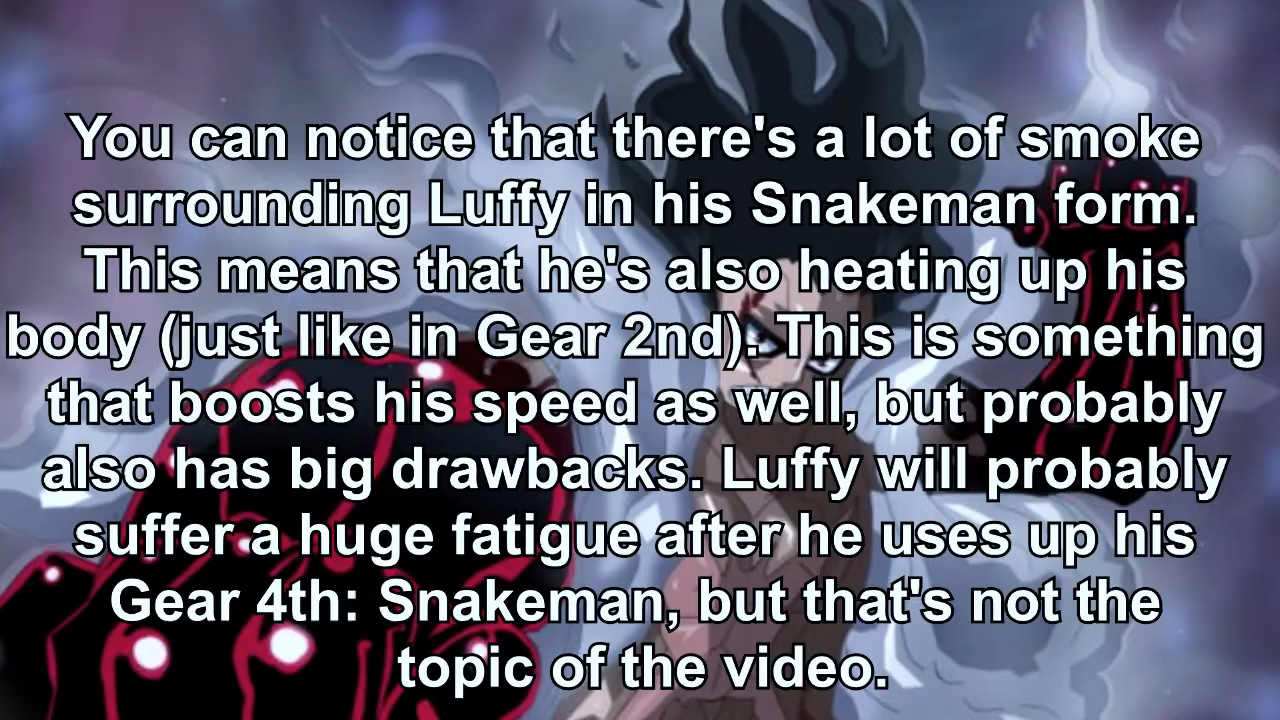 You can notice that there's a lot of smoke
surrounding Luffy in his Snakeman form.
This means that he's also heating up his
body (just like in Gear 2nd). This is something
that boosts his speed as well, but probably
also has big drawbacks. Luffy will probably
suffer a huge fatigue after he uses up his
Gear 4th: Snakeman, but that's not the
topic of the video.